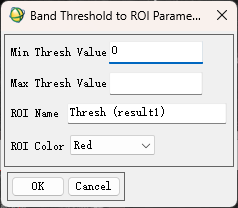 Band Threshold to ROI Parame...
Min Thresh Value 0
Max Thresh Value
ROI Name Thresh (result1)
ROI Color Red
OK Cancel